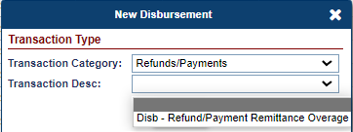 New Disbursement
Transaction Type
Transaction Category: Refunds/Payments
Transaction Desc:
Disb - Refund/Payment Remittance Overage